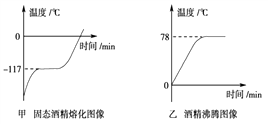 温度/℃
0
时间/min
-117
甲 固态酒精熔化图像
温度/℃
78
0
时间/min
乙 酒精沸腾图像